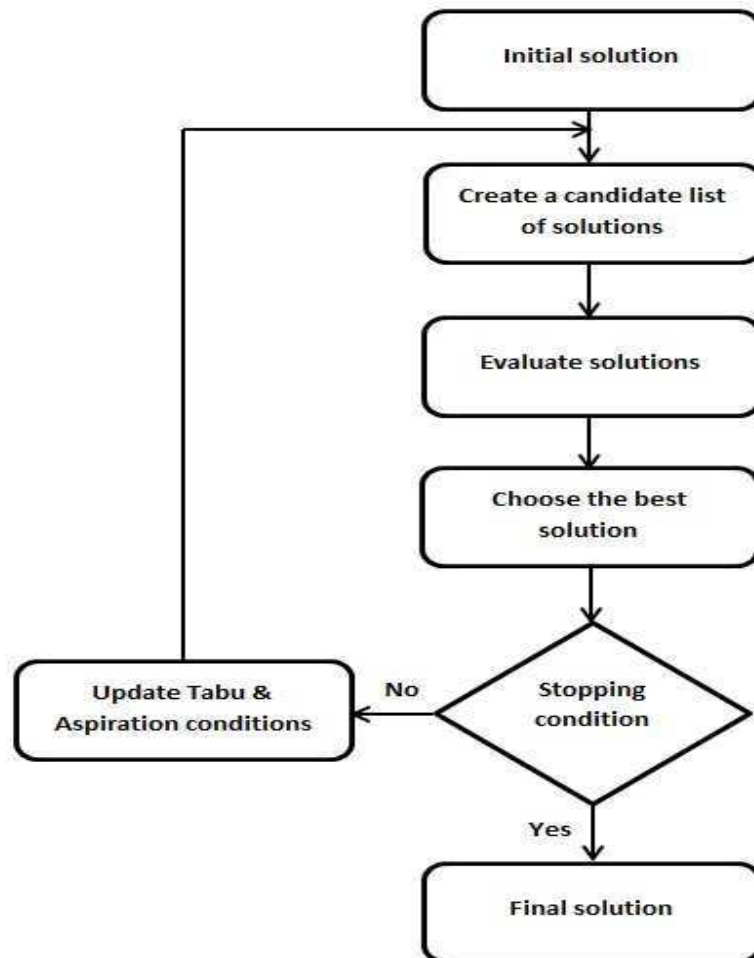 Initial solution
Create a candidate list
of solutions
Evaluate solutions
Choose the best
solution
Stopping
condition
No
Update Tabu &
Aspiration conditions
Yes
Final solution